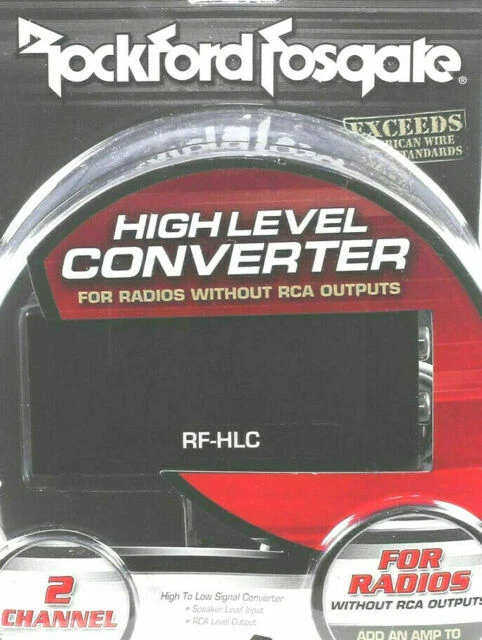 Rockford Fosgate®
EXCEEDS
WIRE
STANDARDS
HIGH LEVEL
CONVERTER
FOR RADIOS WITHOUT RCA OUTPUTS
RF-HLC
2
CHANNEL
High To Low Signal Converter
• Speaker Level Input
• RCA Level Output
FOR
RADIOS
WITHOUT RCA OUTPUTS
ADD AN AMP TO